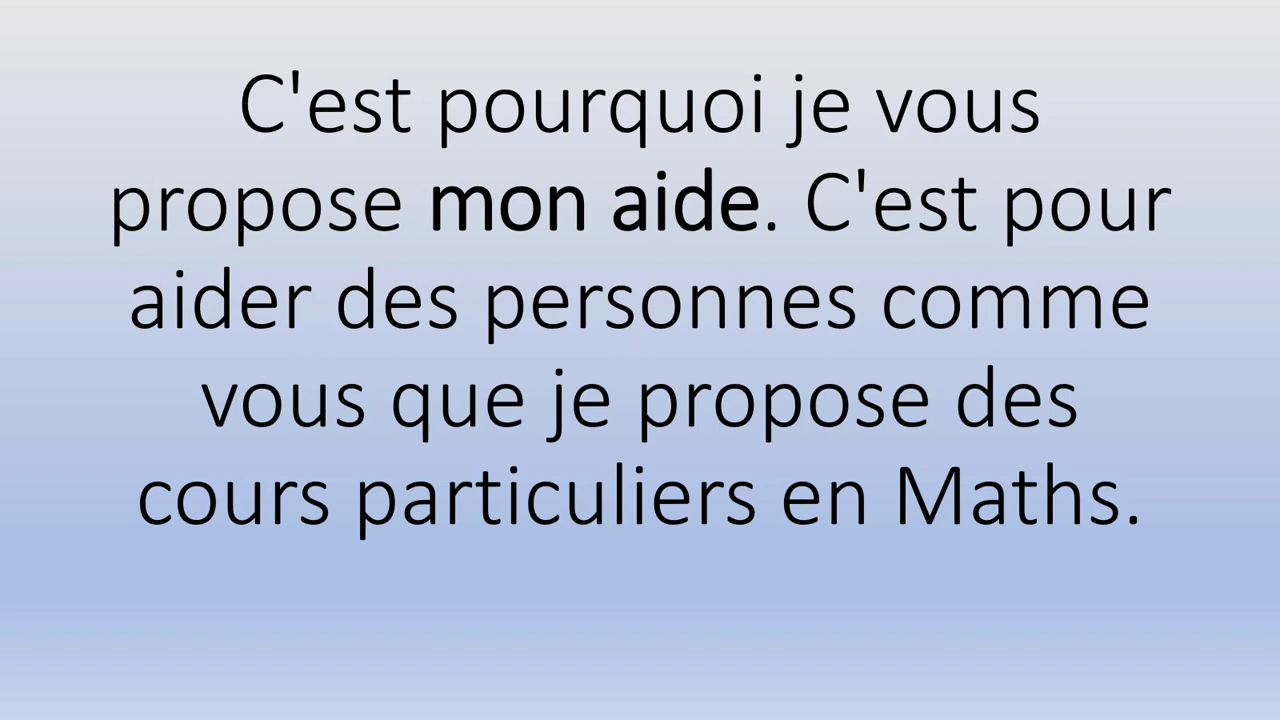 C'est pourquoi je vous
propose mon aide. C'est pour
aider des personnes comme
vous que je propose des
cours particuliers en Maths.